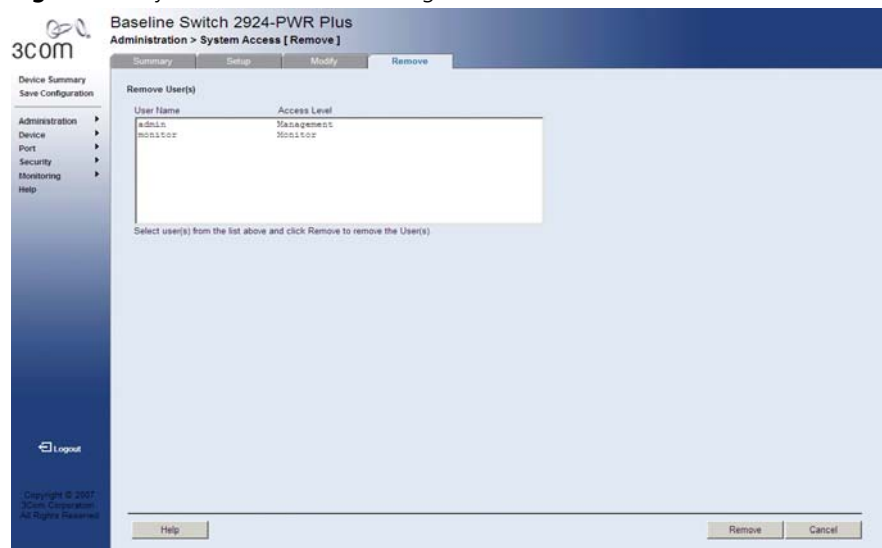 3COM
Baseline Switch 2924-PWR Plus
Administration > System Access [ Remove ]
Summary Setup Modify Remove
Device Summary
Save Configuration
Administration
Device
Port
Security
Monitoring
Help
Remove User(s)
User Name Access Level
admin Management
monitor Monitor
Select user(s) from the list above and click Remove to remove the User(s)
Logout
Copyright © 2007
3Com Corporation
All Rights Reserved
Help Remove Cancel